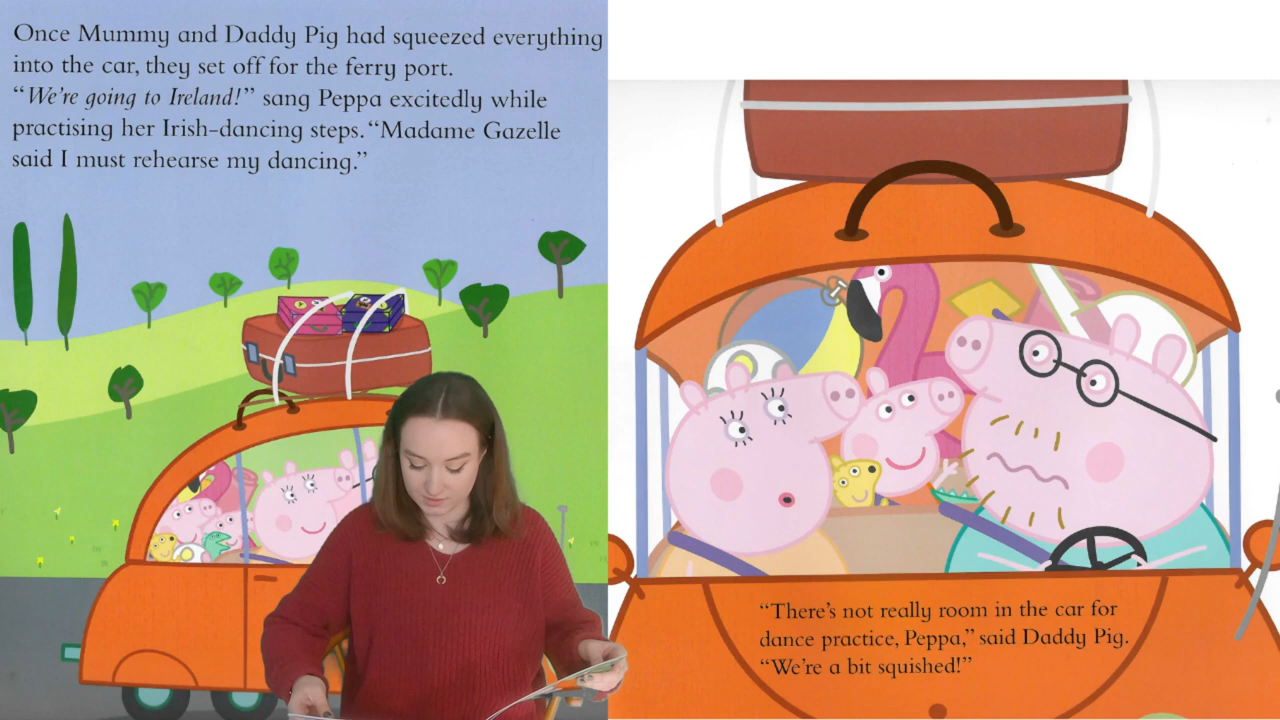 Once Mummy and Daddy Pig had squeezed everything
into the car, they set off for the ferry port.
“We're going to Ireland!” sang Peppa excitedly while
practising her Irish-dancing steps. “Madame Gazelle
said I must rehearse my dancing.”
“There's not really room in the car for
dance practice, Peppa,” said Daddy Pig.
“We're a bit squished!”